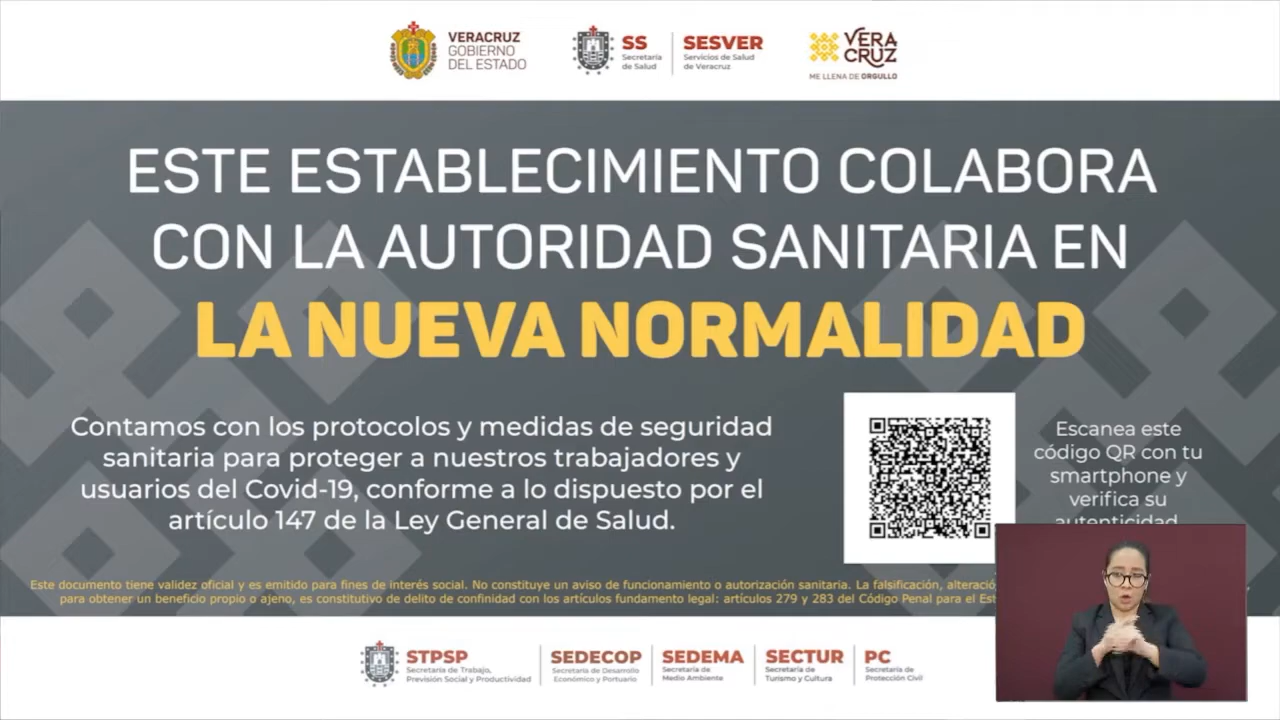 VERACRUZ
GOBIERNO
DEL ESTADO
SS
Secretaría
de Salud
SESVER
Servicios de Salud
de Veracruz
VERA
CRUZ
ME LLENA DE ORGULLO
ESTE ESTABLECIMIENTO COLABORA
CON LA AUTORIDAD SANITARIA EN
LA NUEVA NORMALIDAD
Contamos con los protocolos y medidas de seguridad
sanitaria para proteger a nuestros trabajadores y
usuarios del Covid-19, conforme a lo dispuesto por el
artículo 147 de la Ley General de Salud.
Escanea este
código QR con tu
smartphone y
verifica su
autenticidad
Este documento tiene validez oficial y es emitido para fines de interés social. No constituye un aviso de funcionamiento o autorización sanitaria. La falsificación, alteració
para obtener un beneficio propio o ajeno, es constitutivo de delito de confinidad con los artículos fundamento legal: artículos 279 y 283 del Código Penal para el Est
STPSP
Secretaría de Trabajo,
Previsión Social y Productividad
SEDECOP
Secretaría de Desarrollo
Económico y Portuario
SEDEMA
Secretaría de
Medio Ambiente
SECTUR
Secretaría de
Turismo y Cultura
PC
Secretaría de
Protección Civil